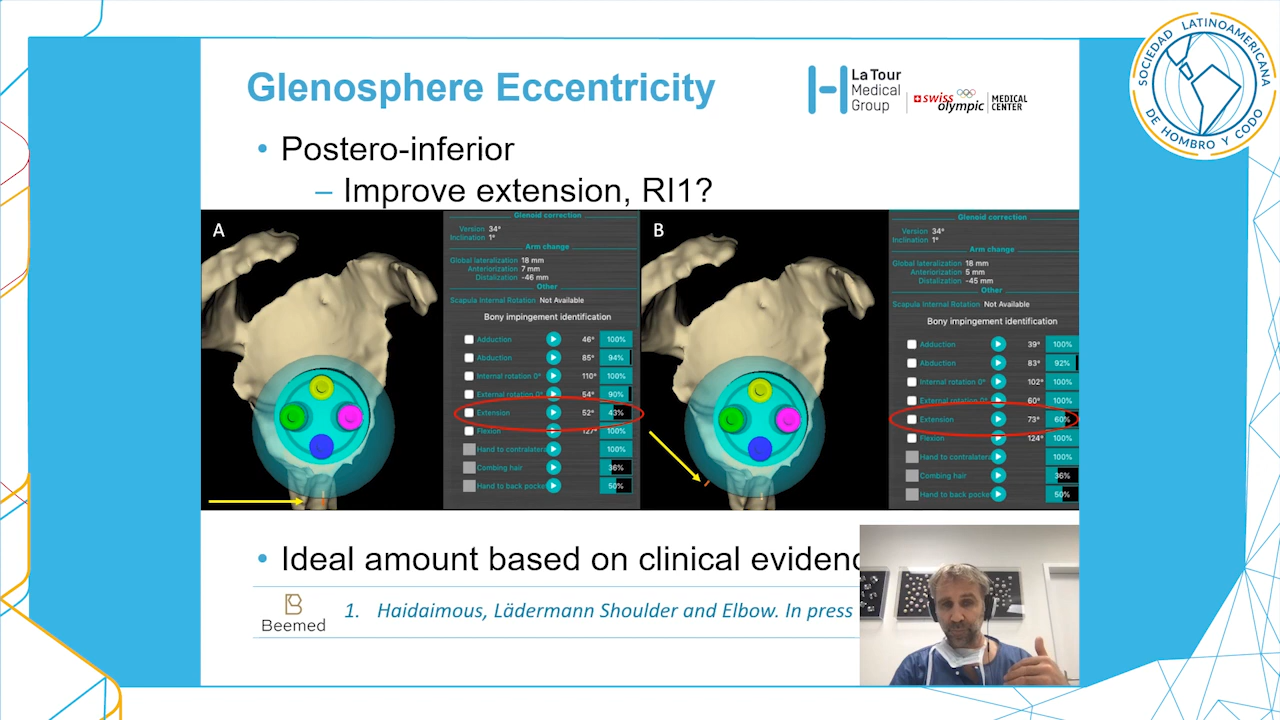 Glenosphere Eccentricity
La Tour
Medical
Group
swiss
olympic
MEDICAL
CENTER
SOCIEDAD LATINOAMERICANA
DE HOMBRO Y CODO
• Postero-inferior
– Improve extension, RI1?
A
Glenoid correction
Version 34°
Inclination 1°
Arm change
Global lateralization 18 mm
Anteriorization 7 mm
Distalization -46 mm
Other
Scapula Internal Rotation Not Available
Bony impingement identification
Adduction 46° 100%
Abduction 85° 94%
Internal rotation 0° 110° 100%
External rotation 0° 54° 90%
Extension 52° 43%
Flexion 127° 100%
Hand to contralatera 100%
Combing hair 36%
Hand to back pocke 50%
B
Glenoid correction
Version 34°
Inclination 1°
Arm change
Global lateralization 18 mm
Anteriorization 5 mm
Distalization -45 mm
Other
Scapula Internal Rotation Not Available
Bony impingement identification
Adduction 39° 100%
Abduction 83° 92%
Internal rotation 0° 102° 100%
External rotation 0° 60° 100%
Extension 73° 60%
Flexion 124° 100%
Hand to contralatera 100%
Combing hair 36%
Hand to back pocke 50%
• Ideal amount based on clinical evidenc
Beemed
1. Haidaimous, Lädermann Shoulder and Elbow. In press